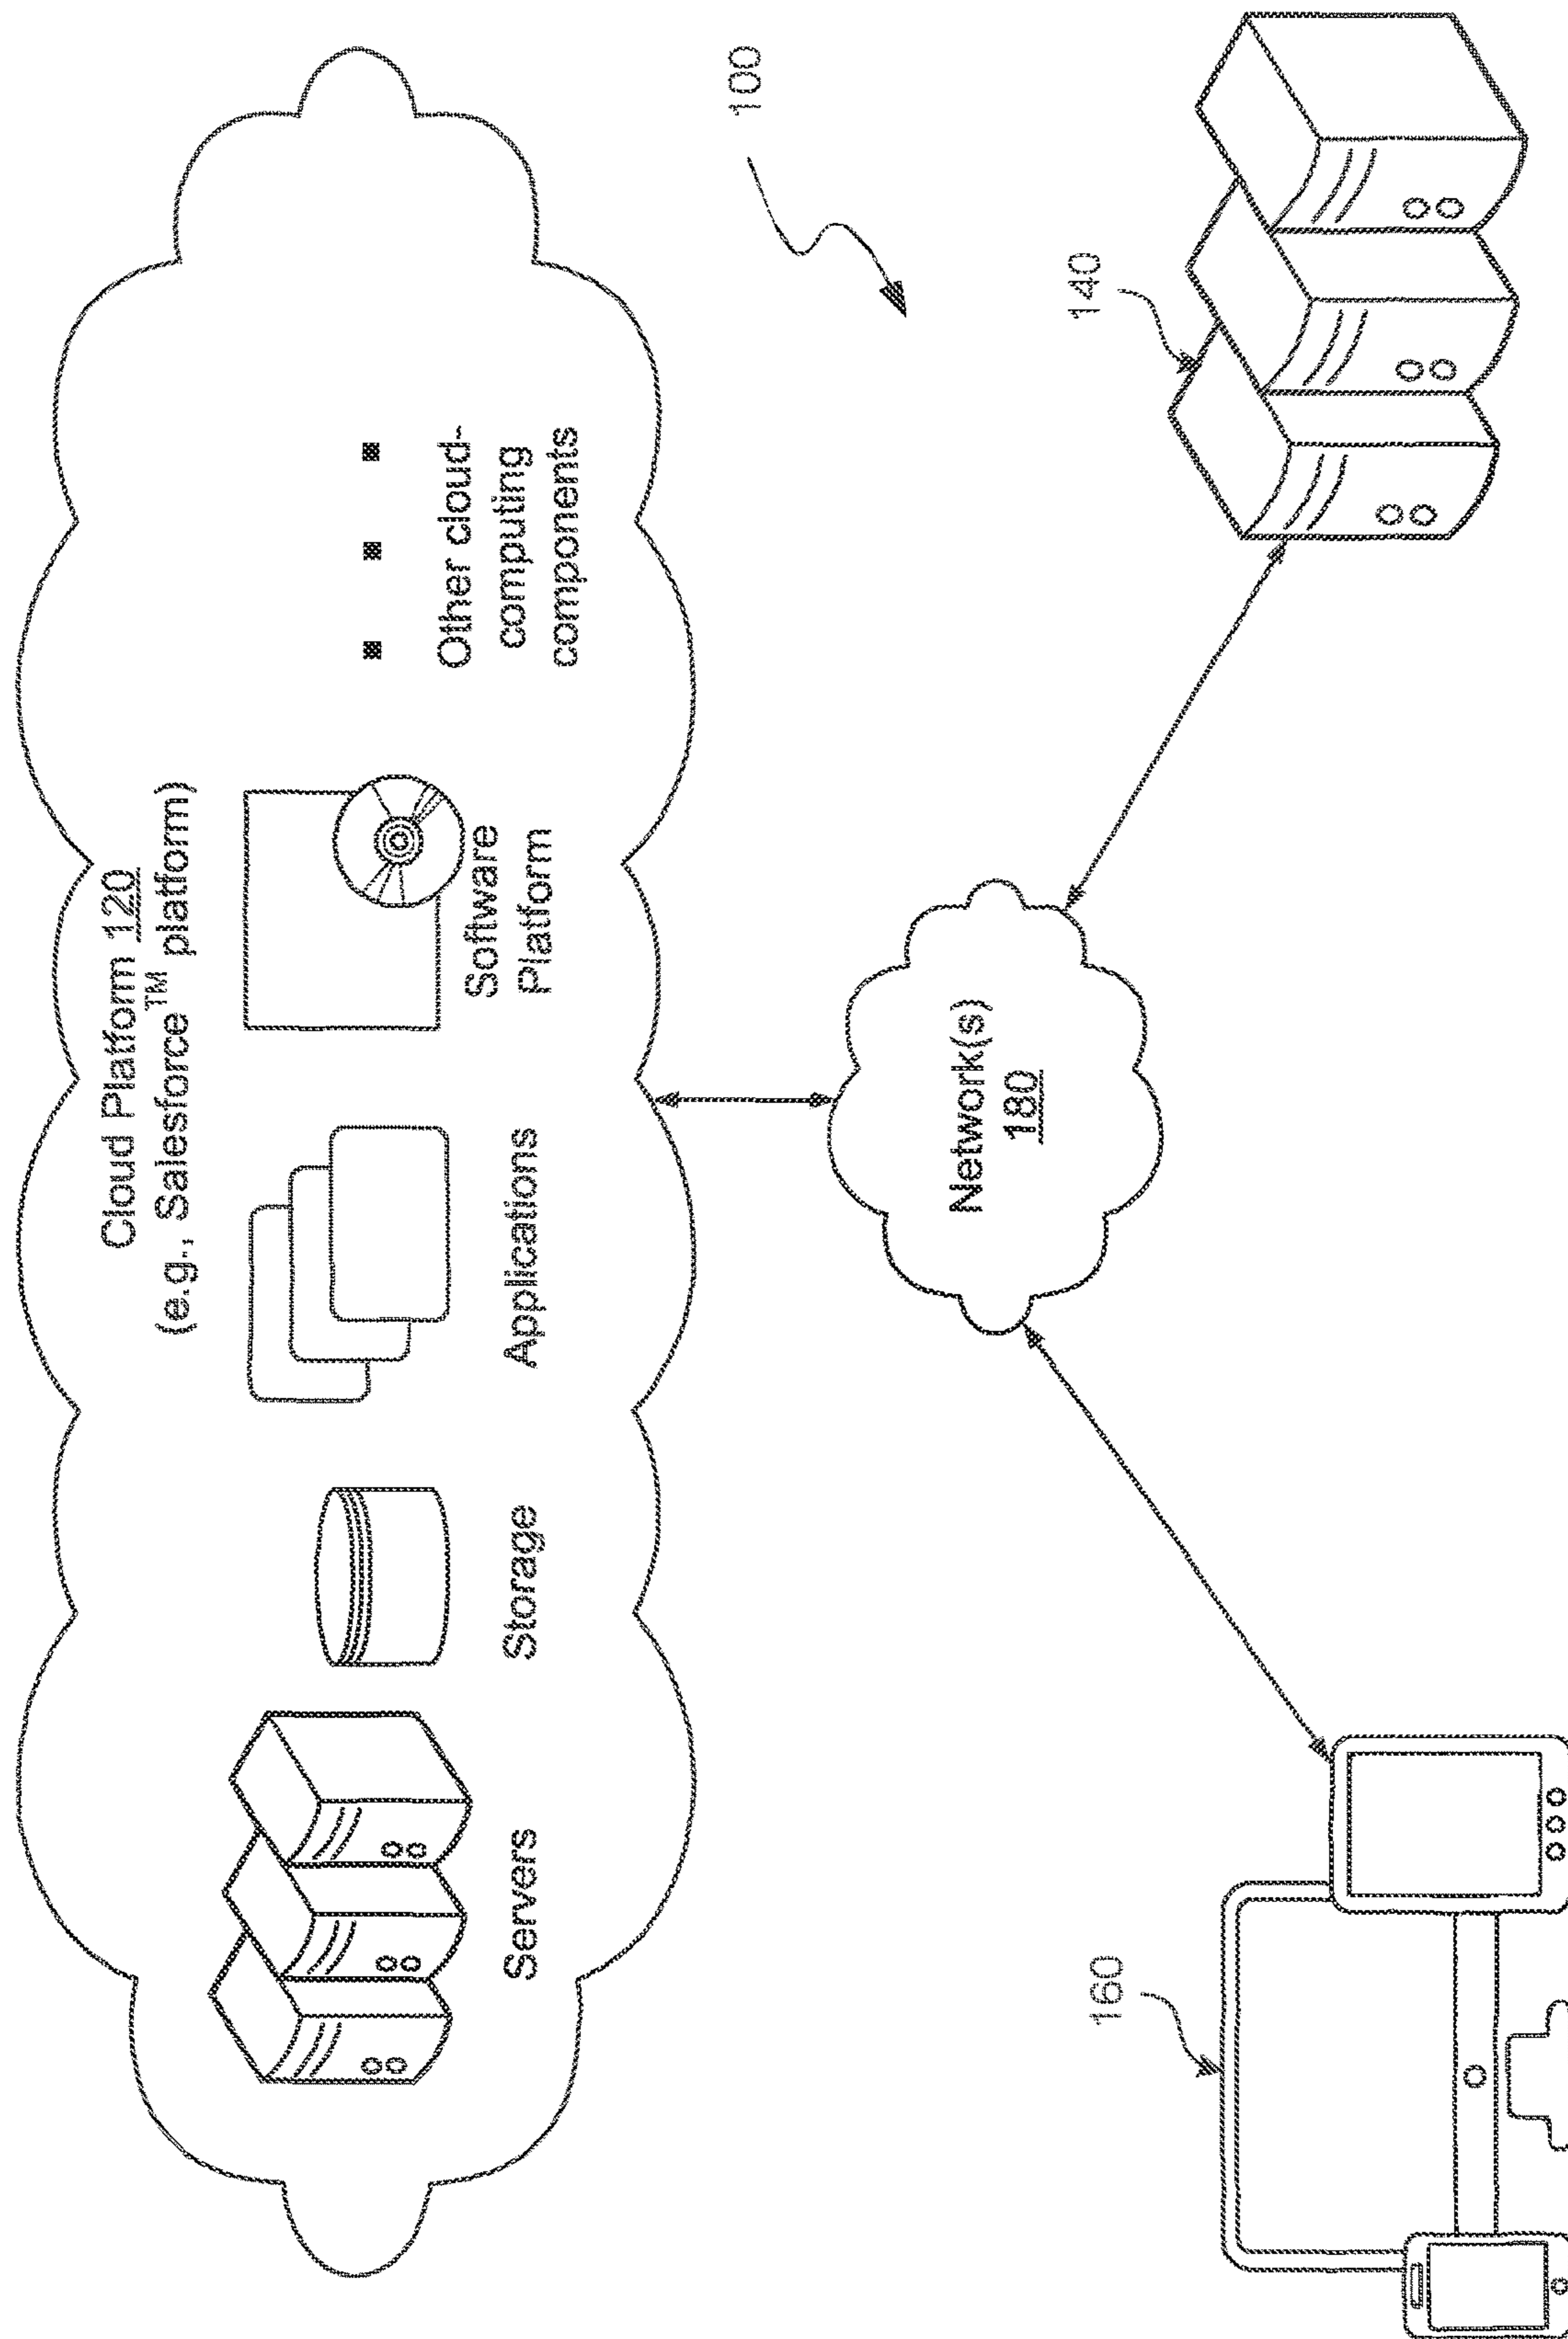 Cloud Platform 120
(e.g., Salesforce™ platform)
Servers
Storage
Applications
Software
Platform
Other cloud-
computing
components
100
Network(s)
180
160
140